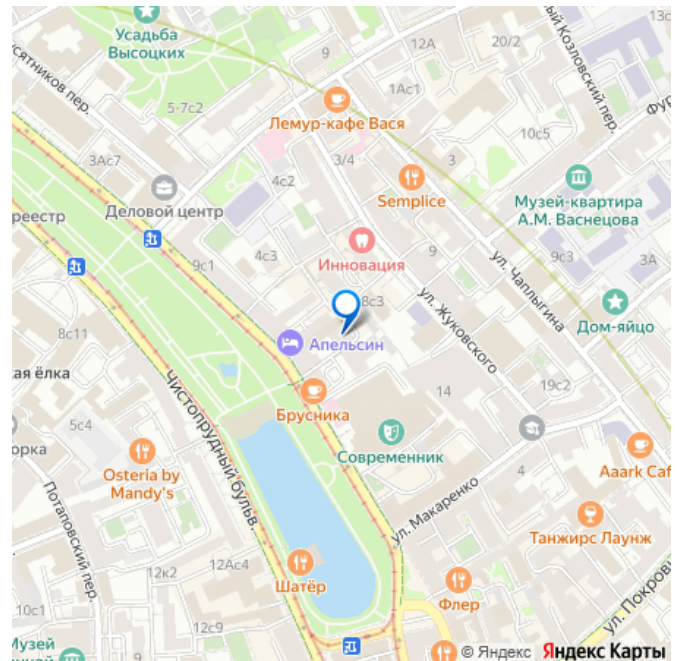 Усадьба
Высоцких
12А
20/2
13с
ый Козловский пер.
9
1Ас1
усятников пер.
5-7с2
Лемур-кафе Вася
Фур
10с5
3Ас7
3/4
3
4с2
Semplice
Деловой центр
Музей-квартира
А.М. Васнецова
реестр
9
4с3
Инновация
9с1
9с3
3А
ул. Чаплыгина
8с3
ул. Жуковского
Дом-яйцо
8с11
Апельсин
ая ёлка
Чистопрудный бульв.
Брусника
14
19с2
5с4
орка
Современник
Osteria by
Mandy's
4
Aaark Caf
Потаповский пер.
ул. Макаренко
Танжирс Лаунж
12с4
12к2
Шатёр
Флер
ул. Покров
10с1
12с9
Музей
© Яндекс Яндекс Карты